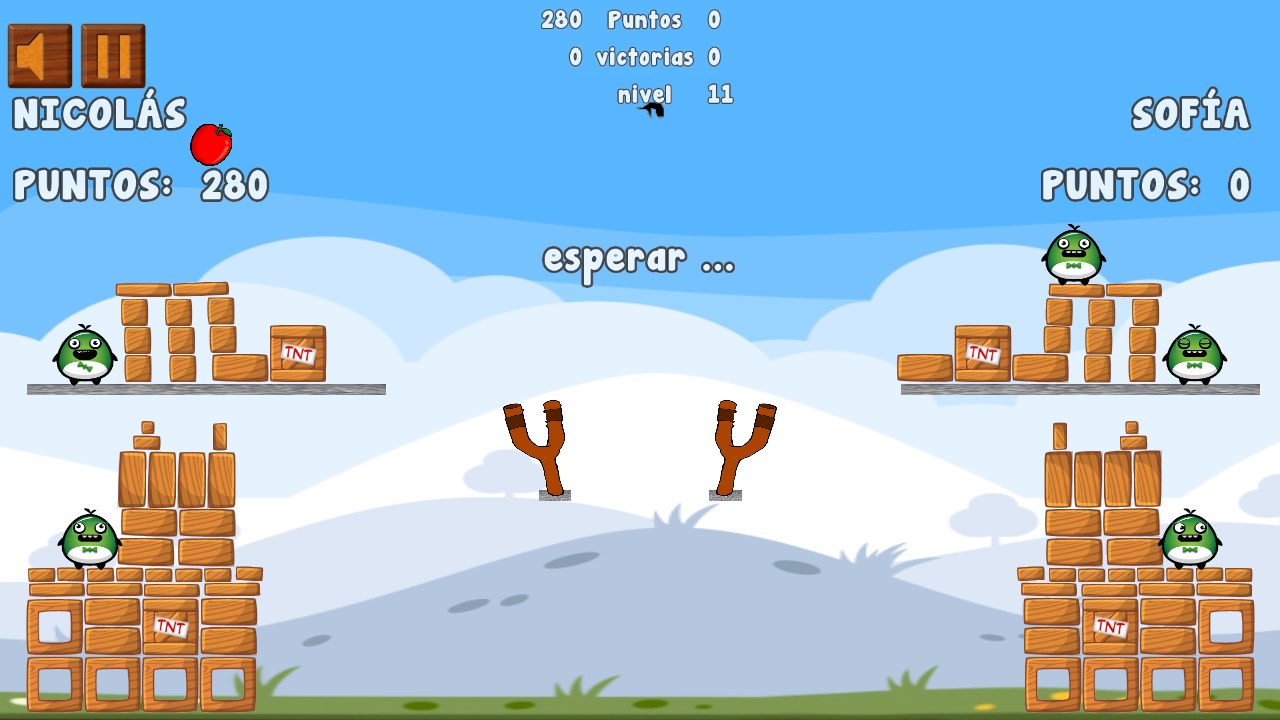 280 Puntos 0
0 victorias 0
nivel 11
NICOLÁS
SOFÍA
PUNTOS: 280
PUNTOS: 0
esperar ...
TNT
TNT
TNT
TNT